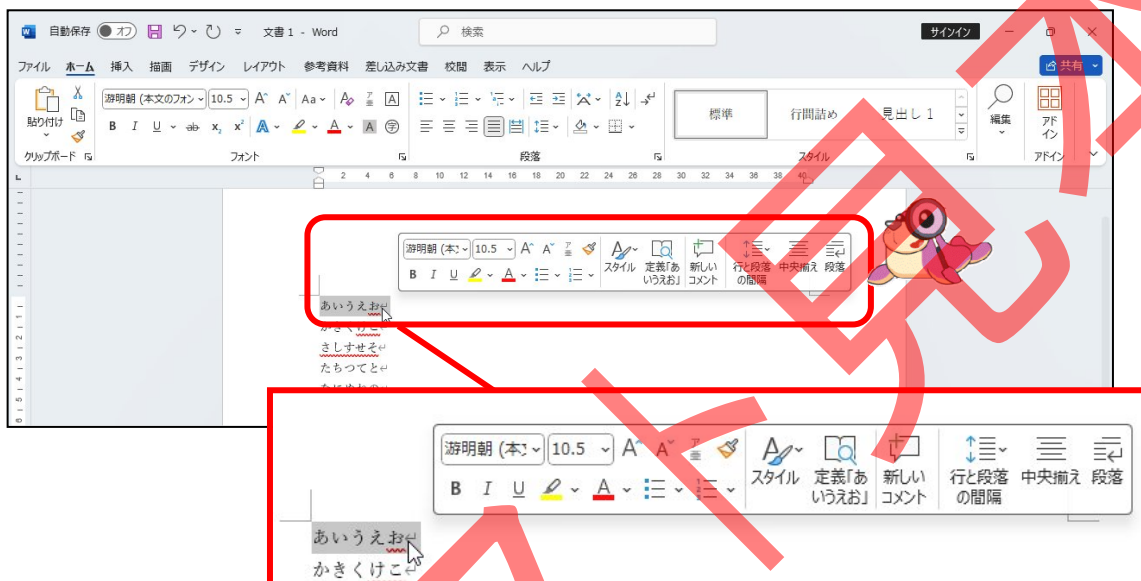 自動保存 オフ 文書 1 - Word 検索 サインイン
ファイル ホーム 挿入 描画 デザイン レイアウト 参考資料 差し込み文書 校閲 表示 ヘルプ 共有
貼り付け 游明朝 (本文のフォン 10.5 A A Aa A ア亜 A
B I U ab x₂ x² A A A 字 標準 行間詰め 見出し 1 編集 アドイン
クリップボード フォント 段落 スタイル アドイン
2 4 6 8 10 12 14 16 18 20 22 24 26 28 30 32 34 36 38 40
游明朝 (本文 10.5 A A ア亜
B I U A スタイル 定義「あいうえお」 新しいコメント 行と段落の間隔 中央揃え 段落
あいうえお
かきくけこ
さしすせそ
たちつてと
游明朝 (本文 10.5 A A ア亜
B I U A スタイル 定義「あいうえお」 新しいコメント 行と段落の間隔 中央揃え 段落
あいうえお
かきくけこ